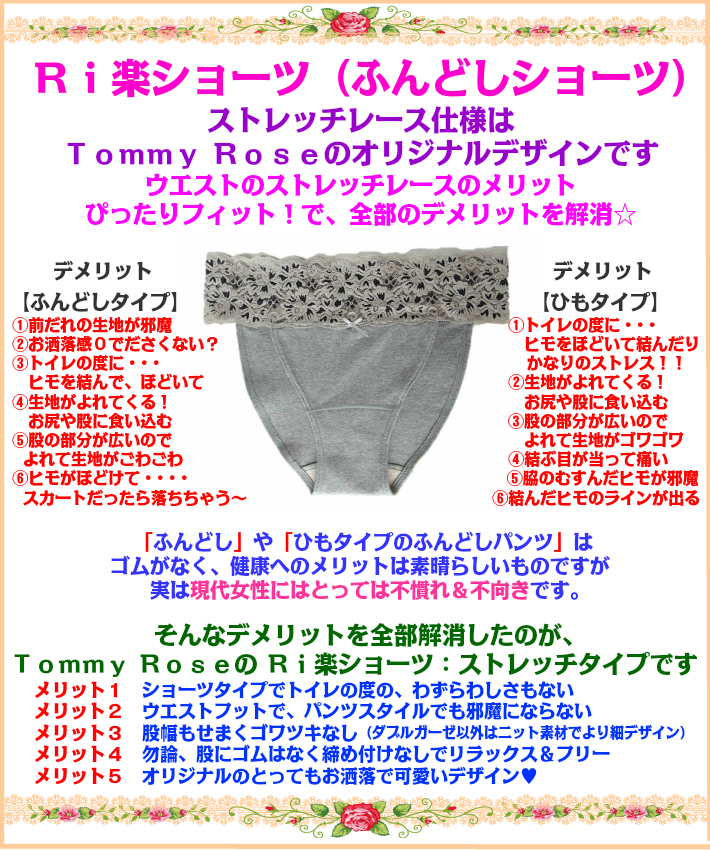 Ｒｉ楽ショーツ（ふんどしショーツ）
ストレッチレース仕様は
Ｔｏｍｍｙ Ｒｏｓｅのオリジナルデザインです
ウエストのストレッチレースのメリット
ぴったりフィット！で、全部のデメリットを解消☆
デメリット
【ふんどしタイプ】
①前だれの生地が邪魔
②お洒落感０でださくない？
③トイレの度に・・・
ヒモを結んで、ほどいて
④生地がよれてくる！
お尻や股に食い込む
⑤股の部分が広いので
よれて生地がごわごわ
⑥ヒモがほどけて・・・・
スカートだったら落ちちゃう～
デメリット
【ひもタイプ】
①トイレの度に・・・
ヒモをほどいて結んだり
かなりのストレス！！
②生地がよれてくる！
お尻や股に食い込む
③股の部分が広いので
よれて生地がゴワゴワ
④結ぶ目が当って痛い
⑤脇のむすんだヒモが邪魔
⑥結んだヒモのラインが出る
「ふんどし」や「ひもタイプのふんどしパンツ」は
ゴムがなく、健康へのメリットは素晴らしいものですが
実は現代女性にはとっては不慣れ＆不向きです。
そんなデメリットを全部解消したのが、
Ｔｏｍｍｙ Ｒｏｓｅの Ｒｉ楽ショーツ：ストレッチタイプです
メリット１ ショーツタイプでトイレの度の、わずらわしさもない
メリット２ ウエストフットで、パンツスタイルでも邪魔にならない
メリット３ 股幅もせまくゴワツキなし（ダブルガーゼ以外はニット素材でより細デザイン）
メリット４ 勿論、股にゴムはなく締め付けなしでリラックス＆フリー
メリット５ オリジナルのとってもお洒落で可愛いデザイン♥